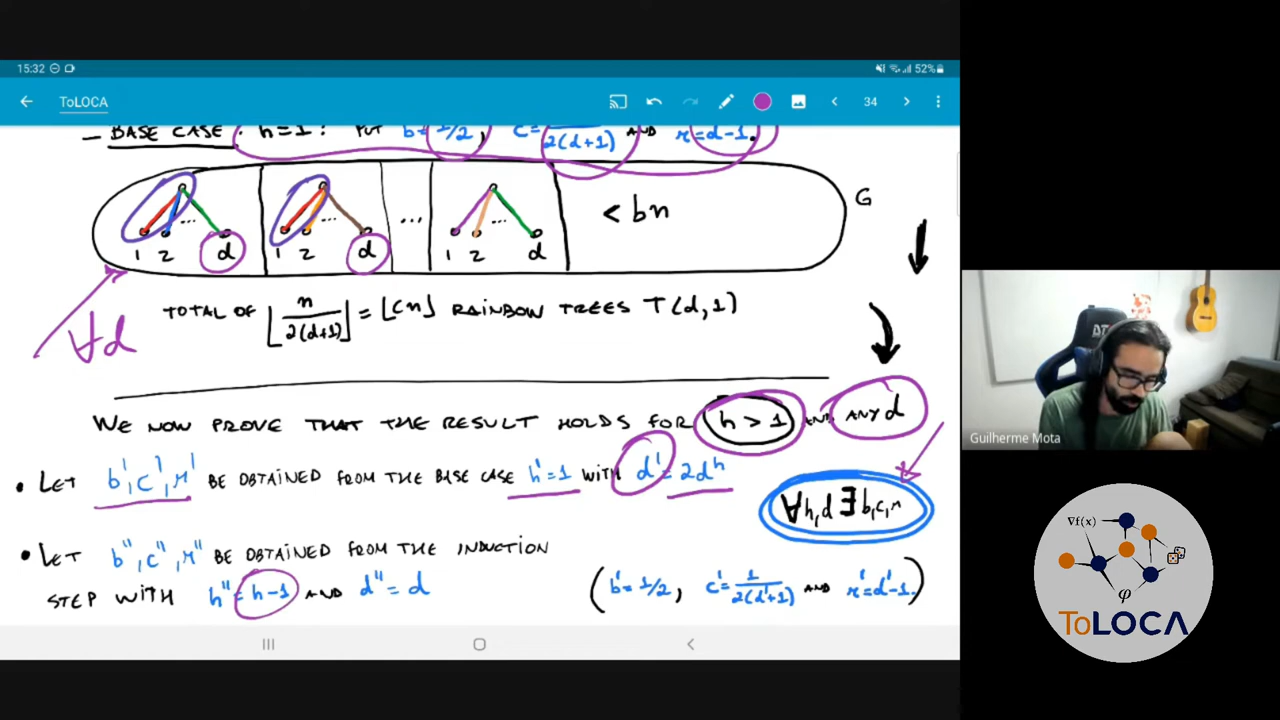 15:32
52%
ToLOCA
34
— BASE CASE. h=1: PUT b=1/2, c=1/2(d+1) AND r=d-1.
1 2 ... d
1 2 ... d
...
1 2 ... d
< bn
G
∀d
TOTAL OF ⌊n/2(d+1)⌋ = ⌊cn⌋ RAINBOW TREES T(d,1)
WE NOW PROVE THAT THE RESULT HOLDS FOR h > 1 AND ANY d
• LET b', c', r' BE OBTAINED FROM THE BASE CASE h'=1 WITH d'=2dʰ
∀h,d ∃ b,c,r
• LET b'', c'', r'' BE OBTAINED FROM THE INDUCTION
STEP WITH h''=h-1 AND d''=d
(b'=1/2, c'=1/2(d'+1) AND r'=d'-1.)
Guilherme Mota
∇f(x)
φ
ToLOCA